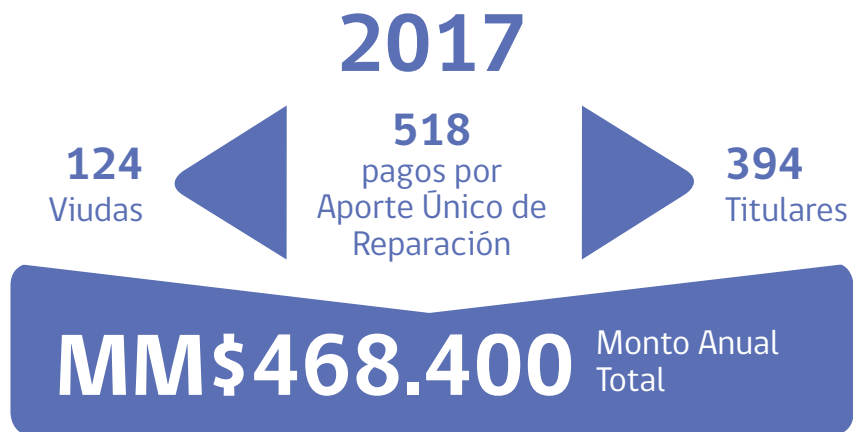 2017
124
Viudas
518
pagos por
Aporte Único de
Reparación
394
Titulares
MM$468.400
Monto Anual
Total